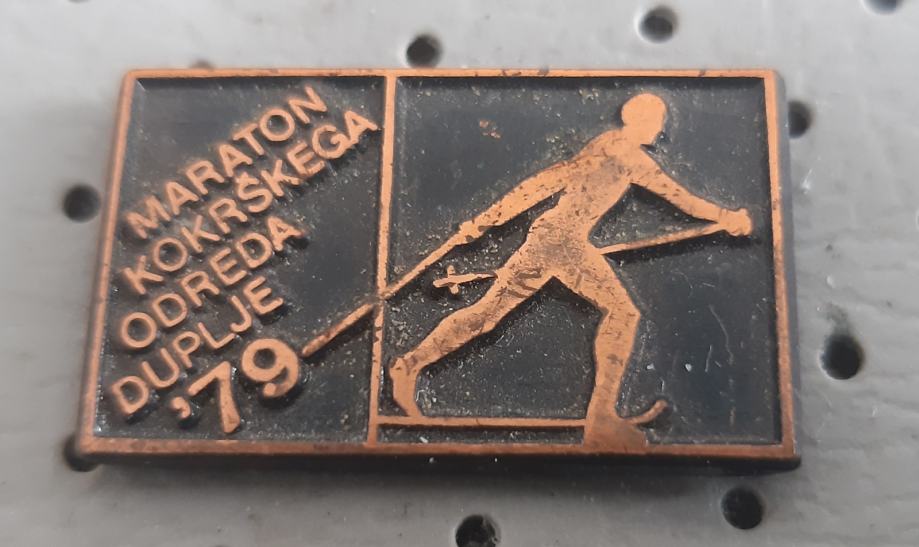 MARATON
KOKRŠKEGA
ODREDA
DUPLJE
'79